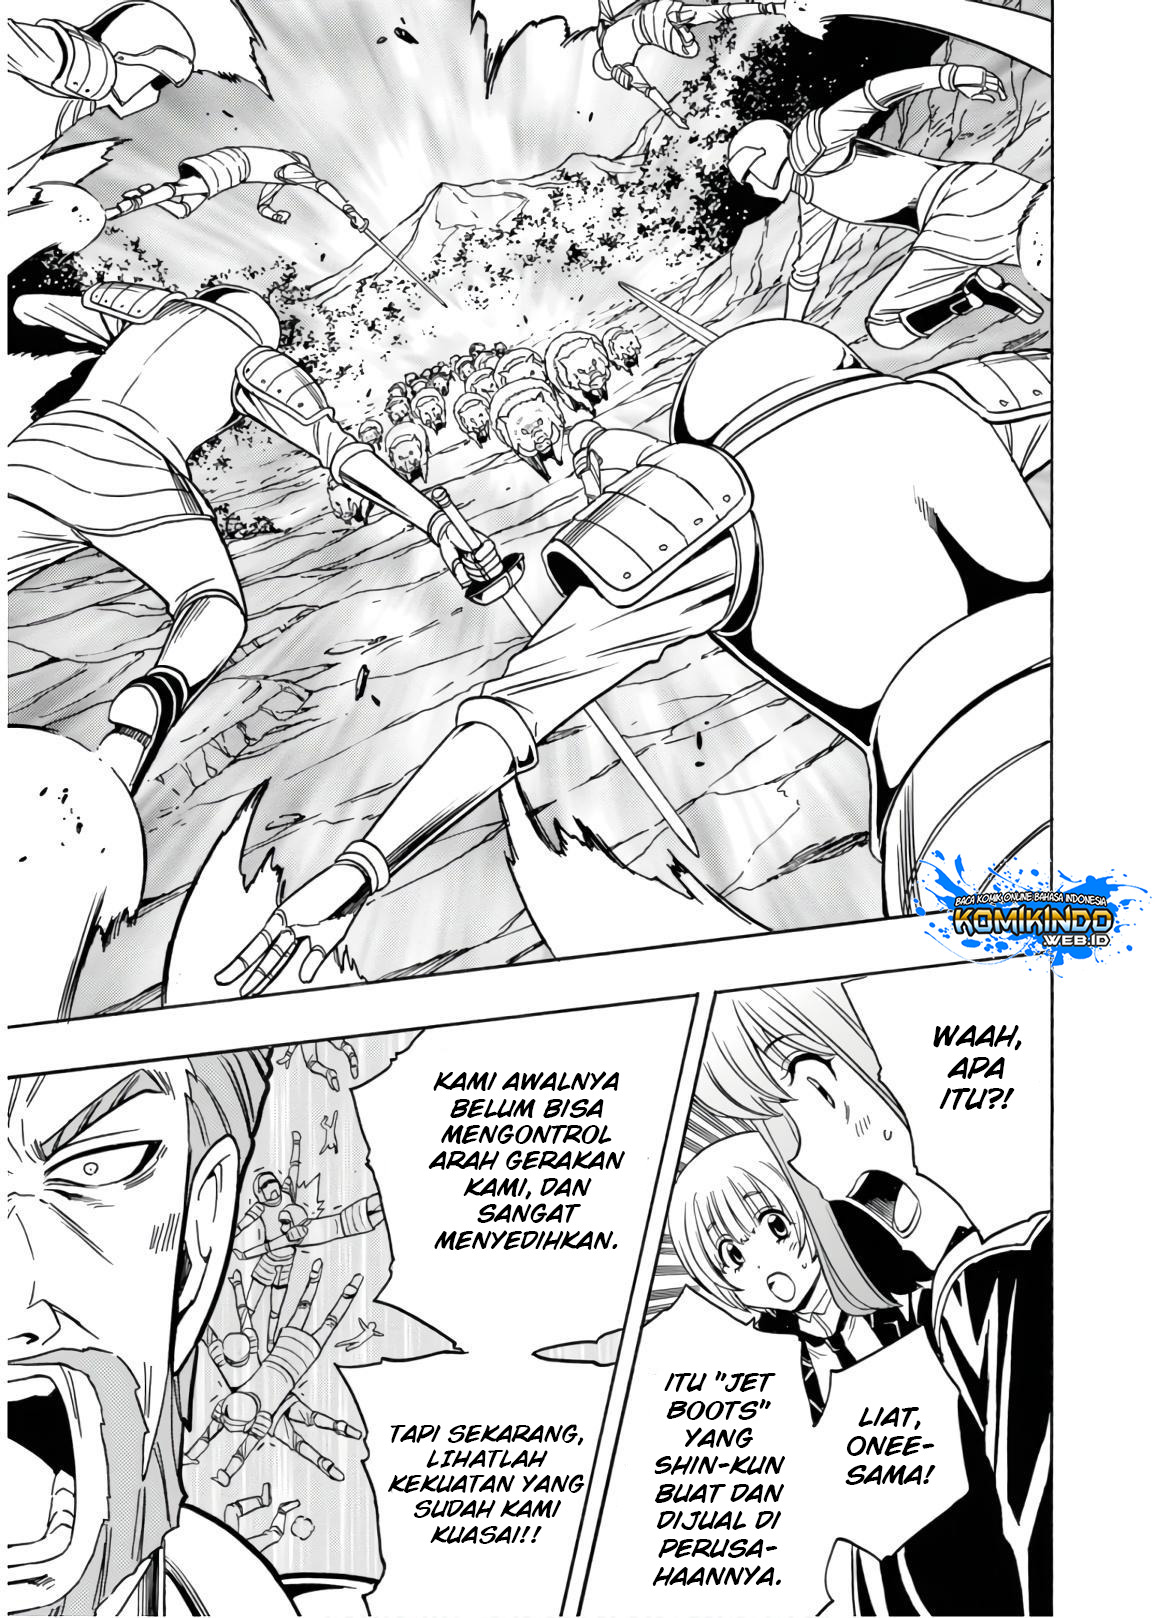 BACA KOMIK ONLINE BAHASA INDONESIA
KOMIKINDO
WEB.ID
WAAH,
APA
ITU?!
LIAT,
ONEE-
SAMA!
ITU "JET
BOOTS"
YANG
SHIN-KUN
BUAT DAN
DIJUAL DI
PERUSA-
HAANNYA.
KAMI AWALNYA
BELUM BISA
MENGONTROL
ARAH GERAKAN
KAMI, DAN
SANGAT
MENYEDIHKAN.
TAPI SEKARANG,
LIHATLAH
KEKUATAN YANG
SUDAH KAMI
KUASAI!!